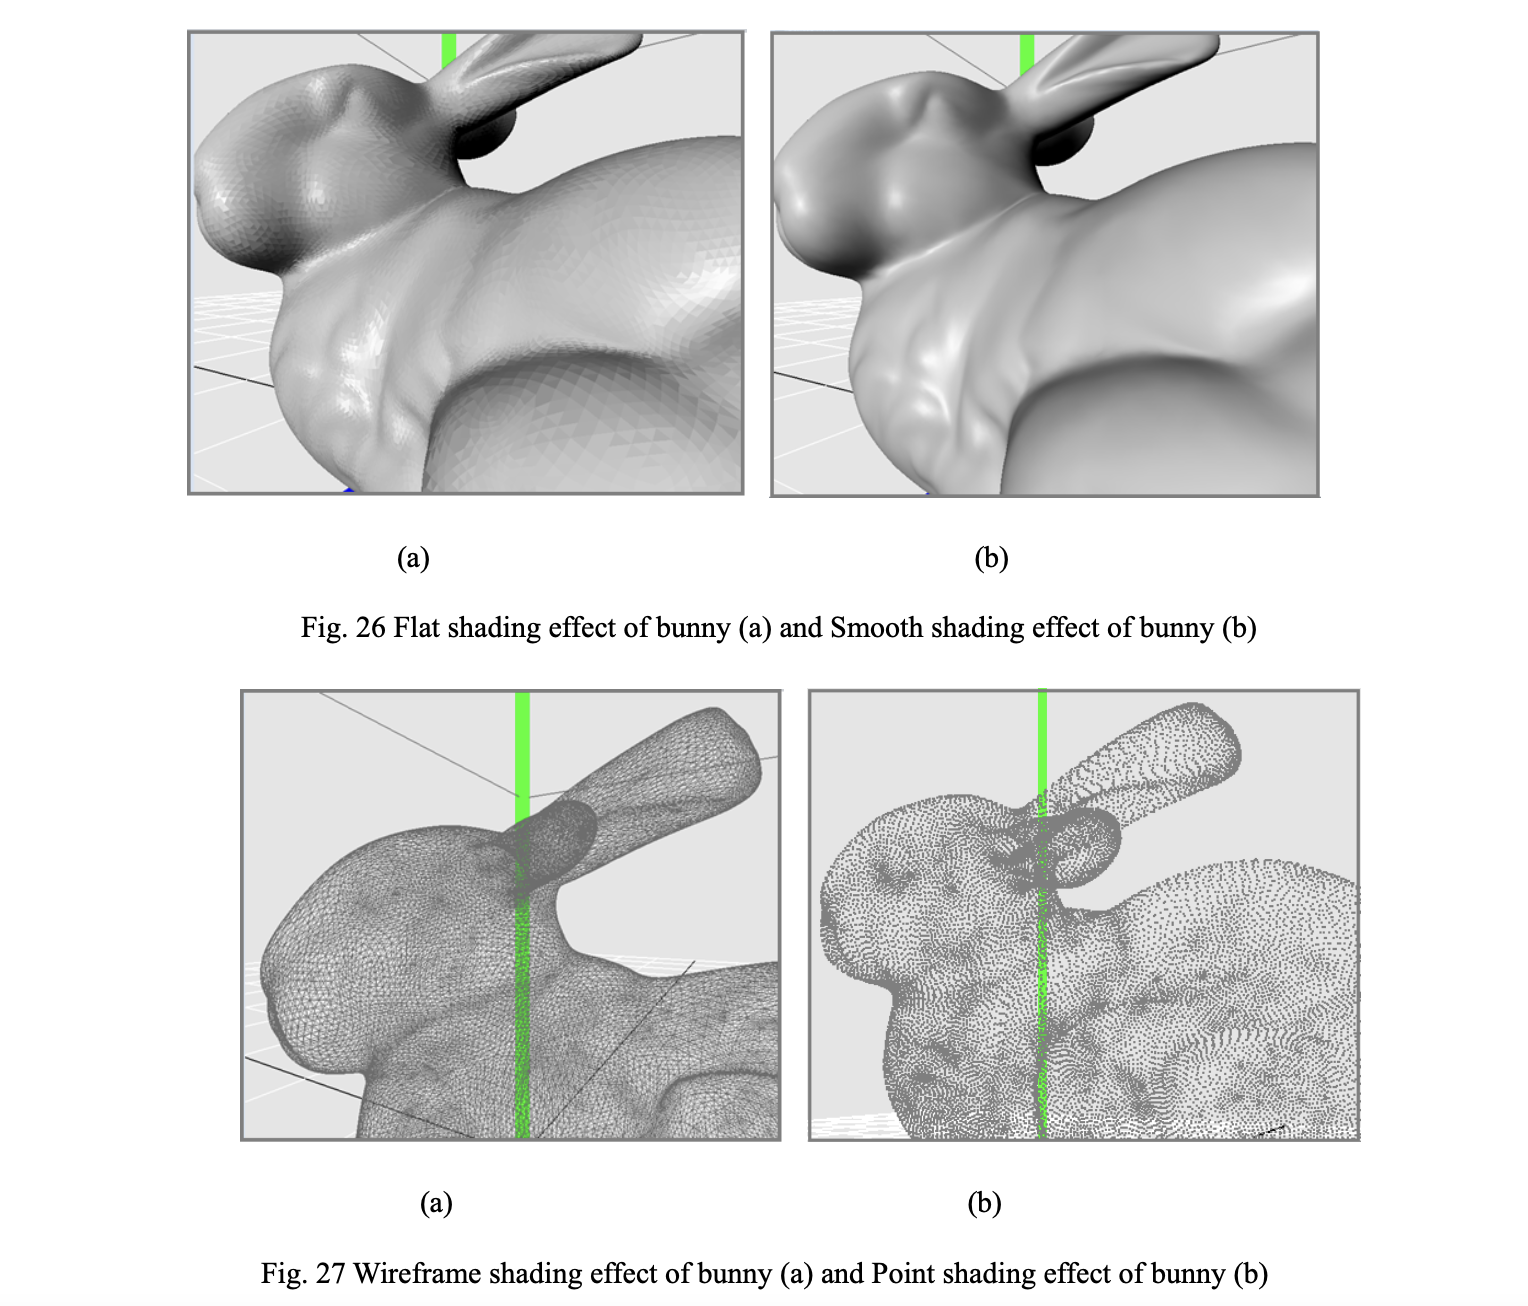 (a)
(b)
Fig. 26 Flat shading effect of bunny (a) and Smooth shading effect of bunny (b)
(a)
(b)
Fig. 27 Wireframe shading effect of bunny (a) and Point shading effect of bunny (b)